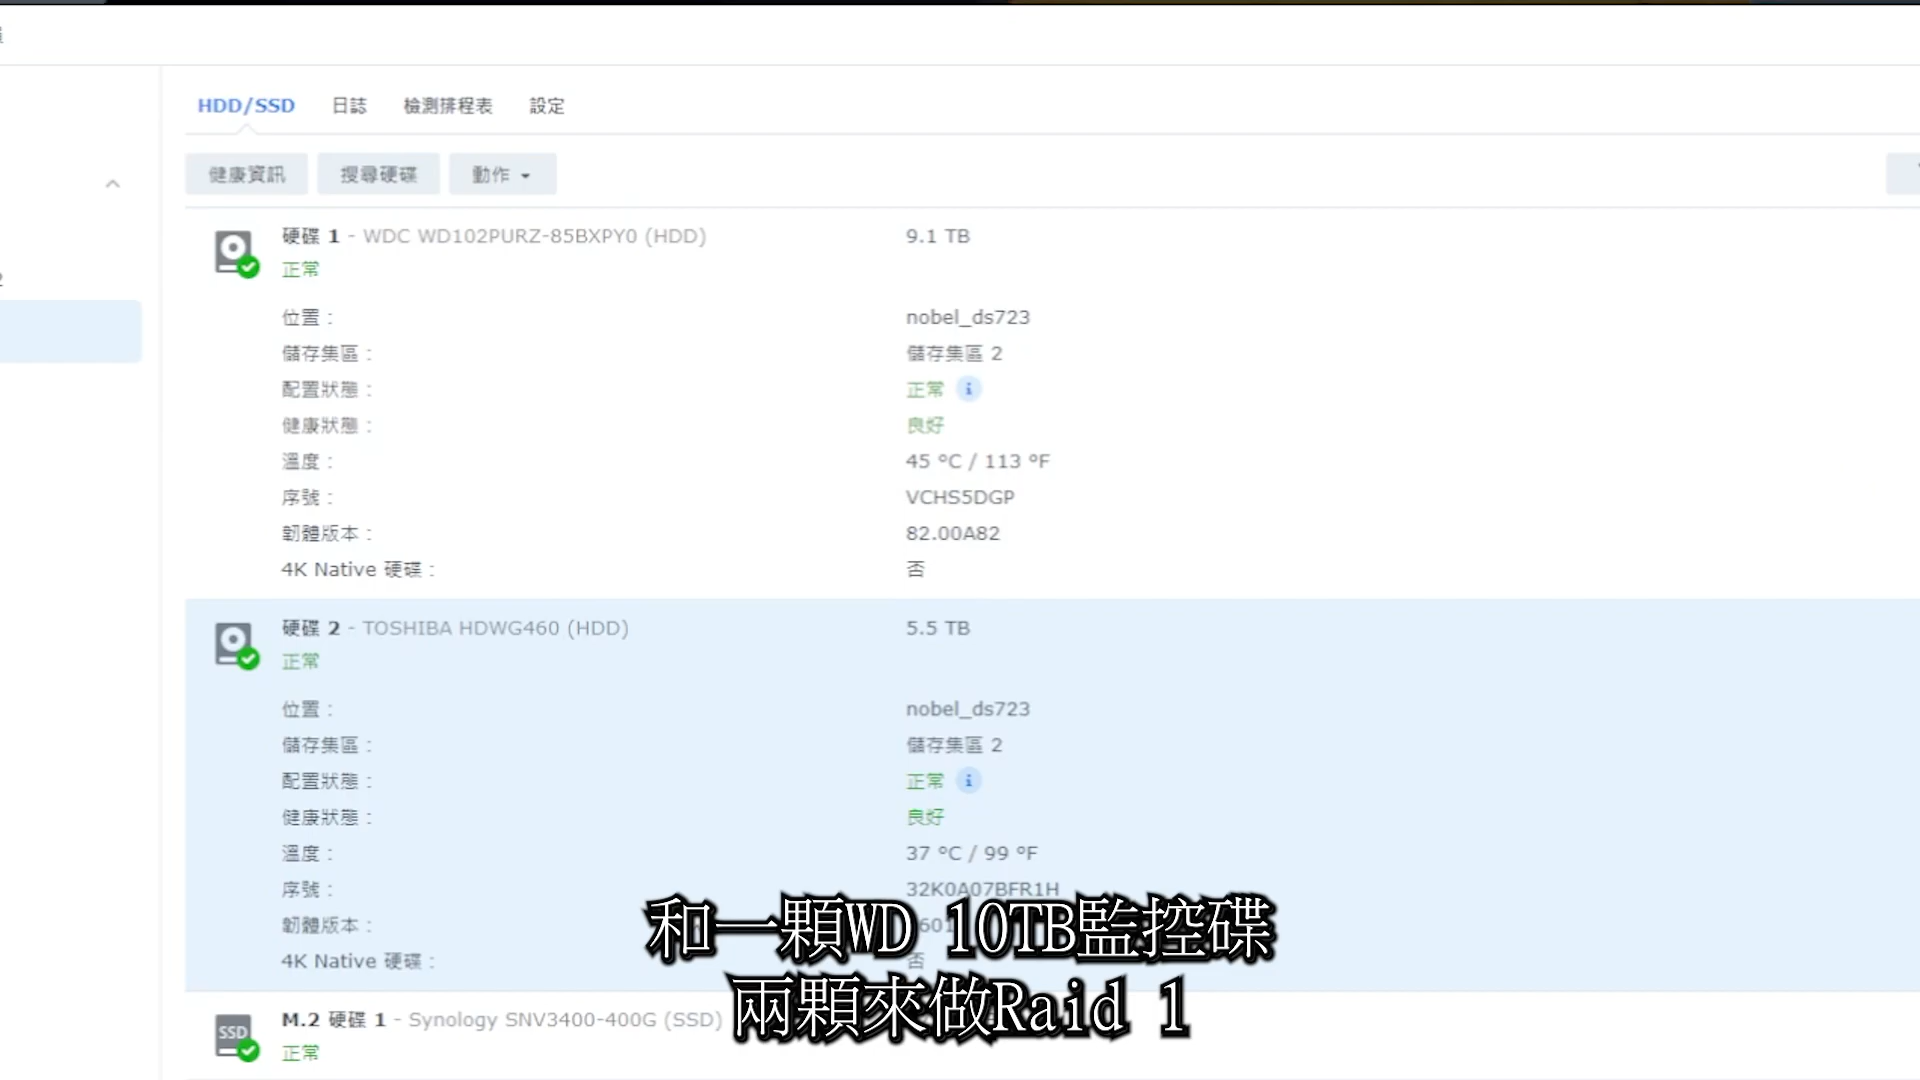 HDD/SSD 日誌 檢測排程表 設定
健康資訊 搜尋硬碟 動作
硬碟 1 - WDC WD102PURZ-85BXPY0 (HDD) 9.1 TB
正常
位置： nobel_ds723
儲存集區： 儲存集區 2
配置狀態： 正常
健康狀態： 良好
溫度： 45 °C / 113 °F
序號： VCHS5DGP
韌體版本： 82.00A82
4K Native 硬碟： 否
硬碟 2 - TOSHIBA HDWG460 (HDD) 5.5 TB
正常
位置： nobel_ds723
儲存集區： 儲存集區 2
配置狀態： 正常
健康狀態： 良好
溫度： 37 °C / 99 °F
序號： 32K0A07BFR1H
韌體版本：
4K Native 硬碟： 否
和一顆WD 10TB監控碟
兩顆來做Raid 1
M.2 硬碟 1 - Synology SNV3400-400G (SSD)
正常